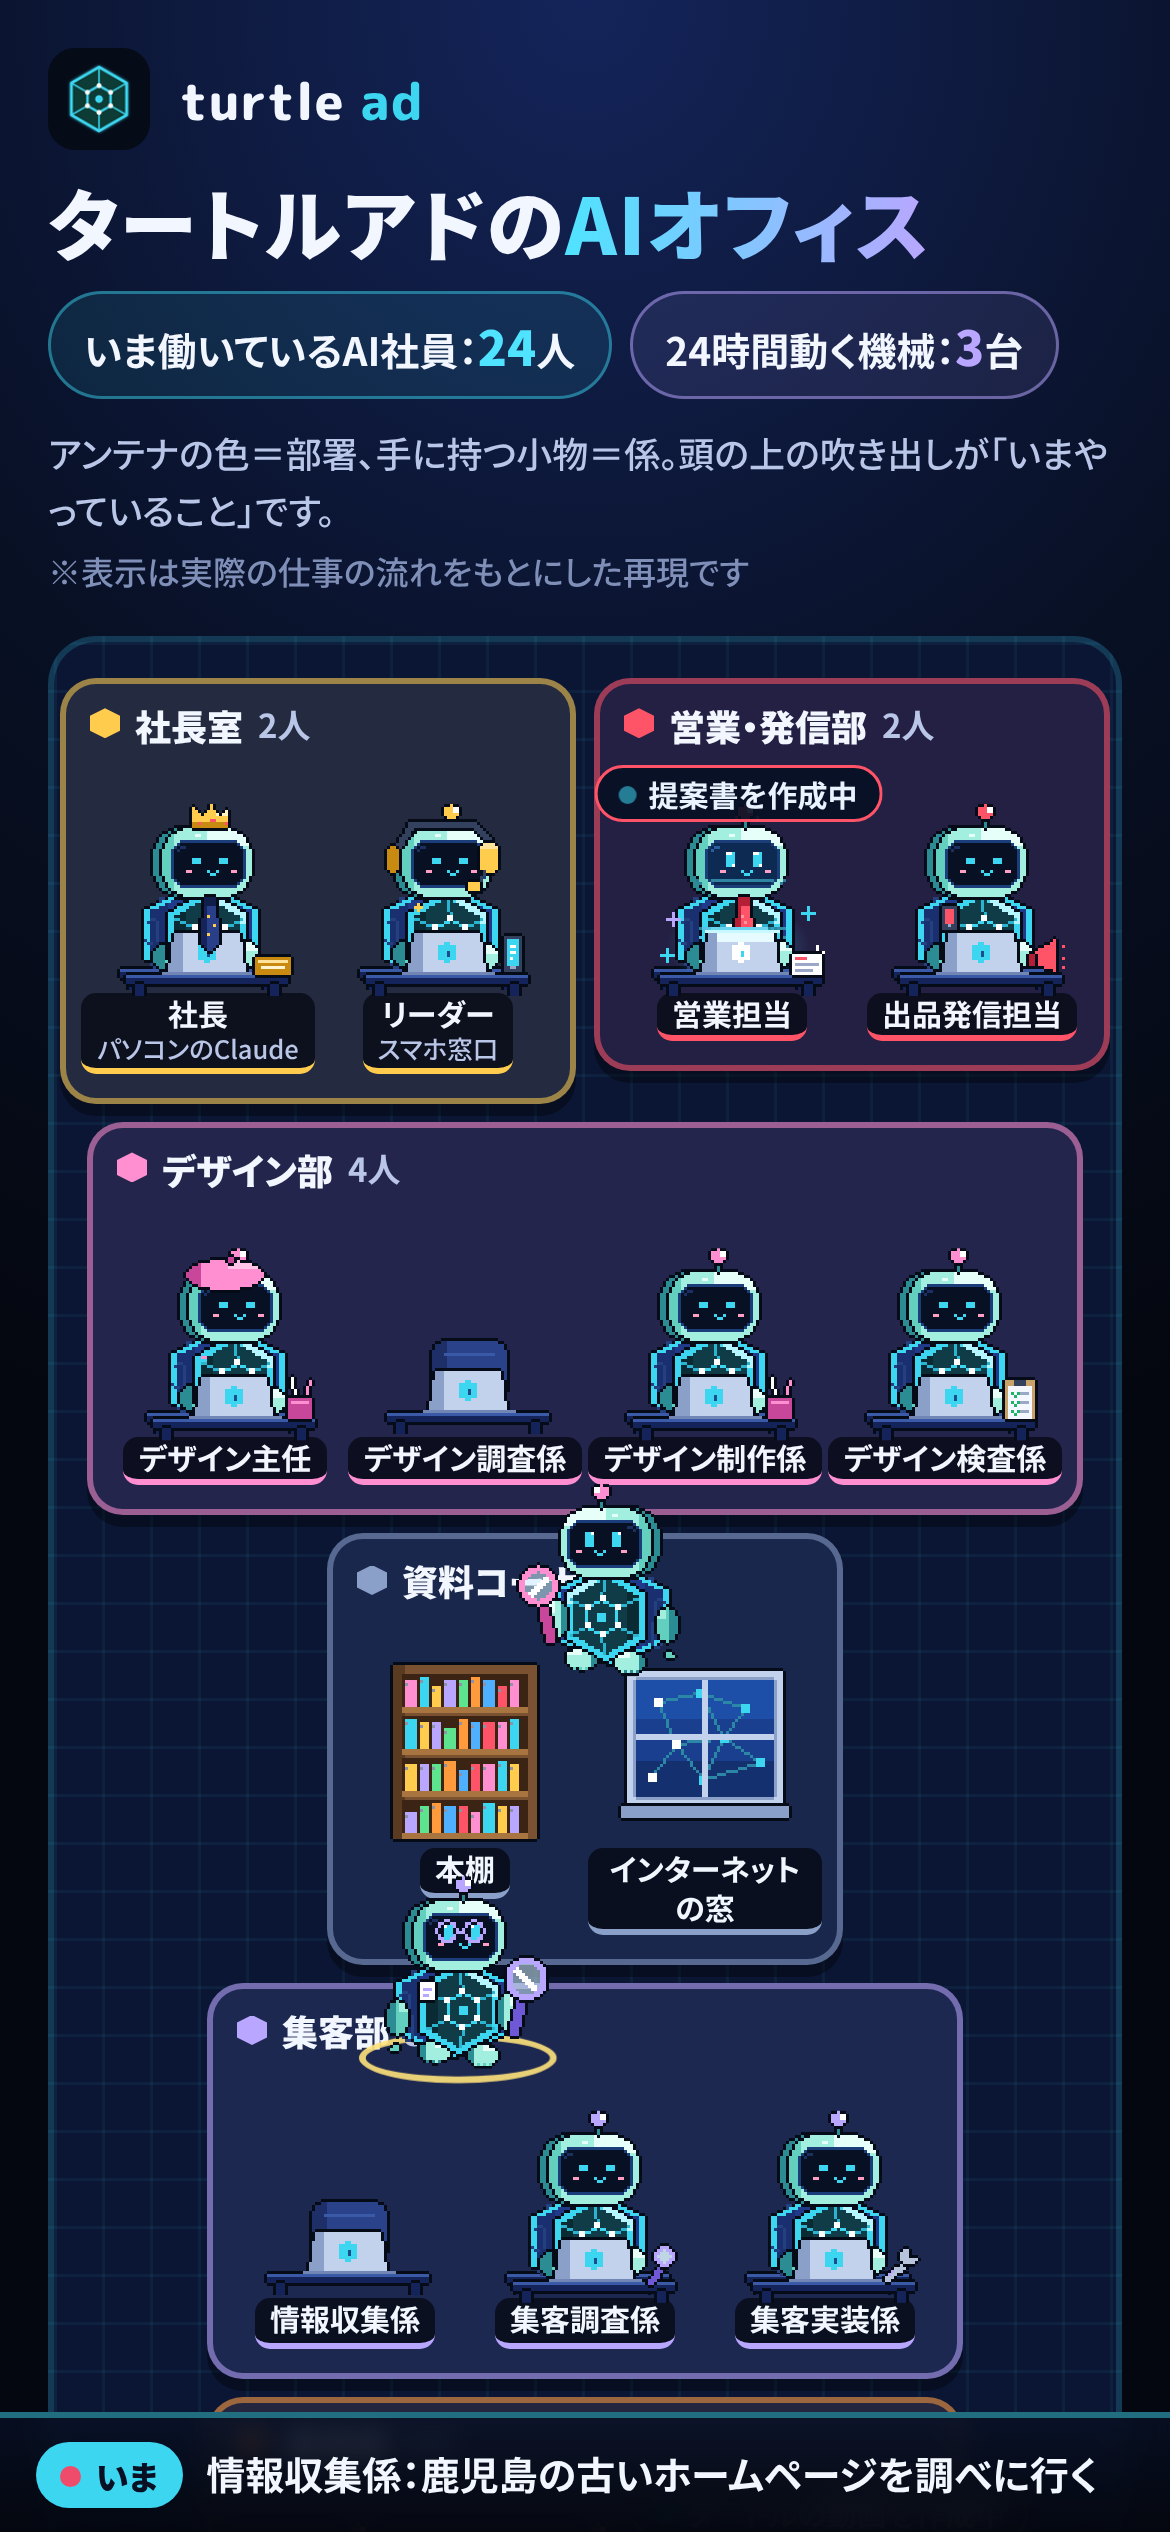 turtle ad
タートルアドのAIオフィス
いま働いているAI社員：24人
24時間動く機械：3台
アンテナの色＝部署、手に持つ小物＝係。頭の上の吹き出しが「いまや
っていること」です。
※表示は実際の仕事の流れをもとにした再現です
社長室 2人
営業・発信部 2人
提案書を作成中
社長
パソコンのClaude
リーダー
スマホ窓口
営業担当
出品発信担当
デザイン部 4人
デザイン主任
デザイン調査係
デザイン制作係
デザイン検査係
資料コ
本棚
インターネット
の窓
集客部
情報収集係
集客調査係
集客実装係
いま
情報収集係：鹿児島の古いホームページを調べに行く